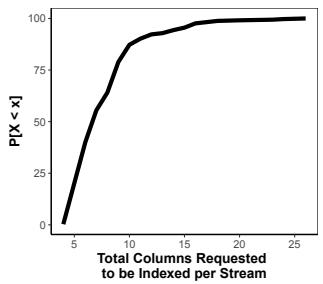 100
75
50
25
0
P[X < x]
5 10 15 20 25
Total Columns Requested
to be Indexed per Stream